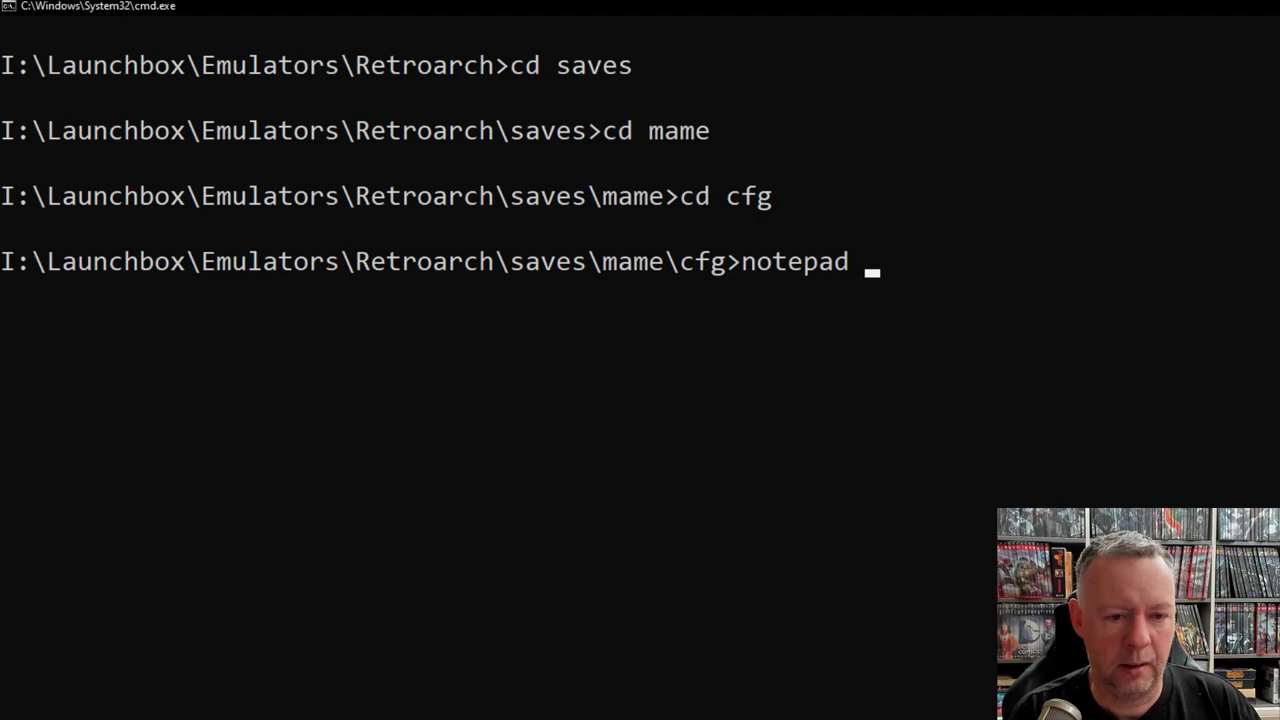 C:\Windows\System32\cmd.exe
I:\Launchbox\Emulators\Retroarch>cd saves
I:\Launchbox\Emulators\Retroarch\saves>cd mame
I:\Launchbox\Emulators\Retroarch\saves\mame>cd cfg
I:\Launchbox\Emulators\Retroarch\saves\mame\cfg>notepad